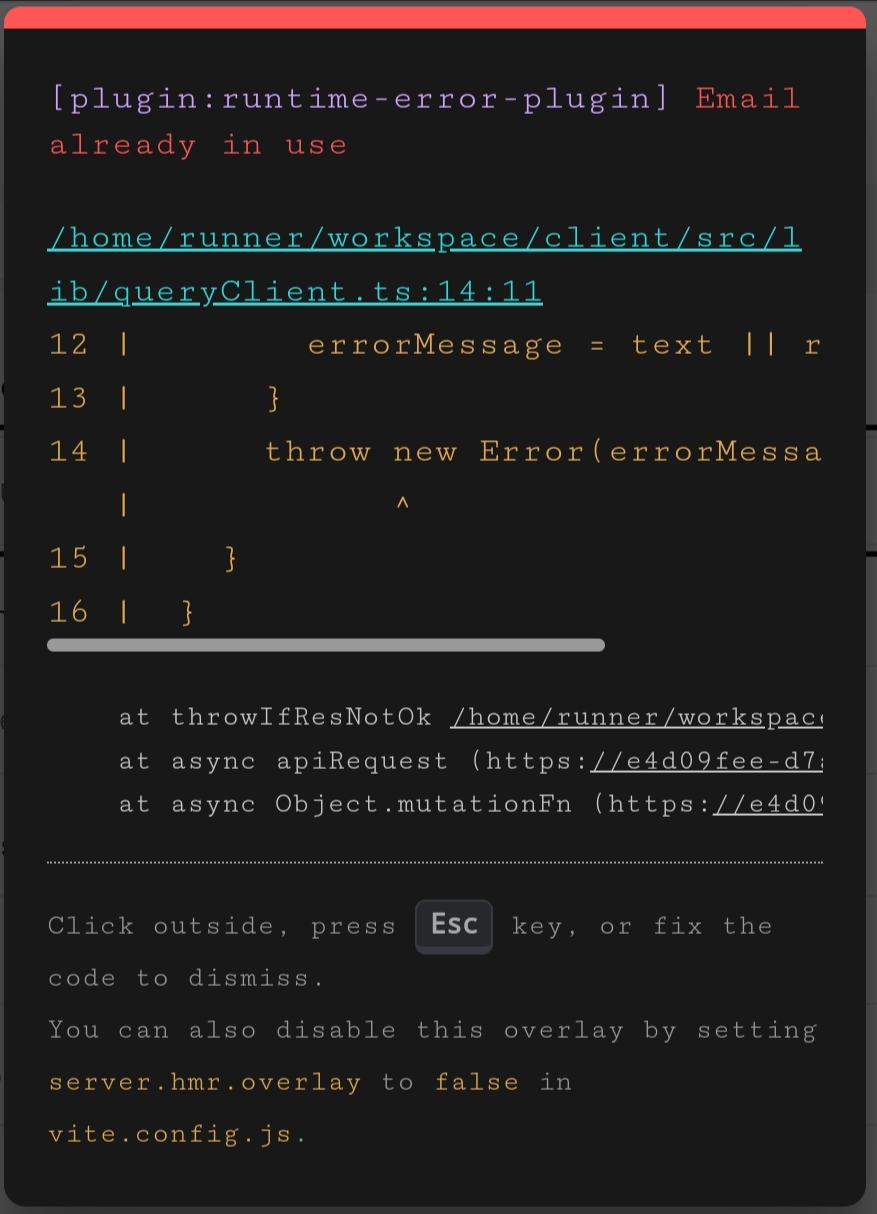 [plugin:runtime-error-plugin] Email
already in use
/home/runner/workspace/client/src/l
ib/queryClient.ts:14:11
12 | errorMessage = text || r
13 | }
14 | throw new Error(errorMessa
| ^
15 | }
16 | }
at throwIfResNotOk /home/runner/workspac
at async apiRequest (https://e4d09fee-d7
at async Object.mutationFn (https://e4d0
Click outside, press Esc key, or fix the
code to dismiss.
You can also disable this overlay by setting
server.hmr.overlay to false in
vite.config.js.